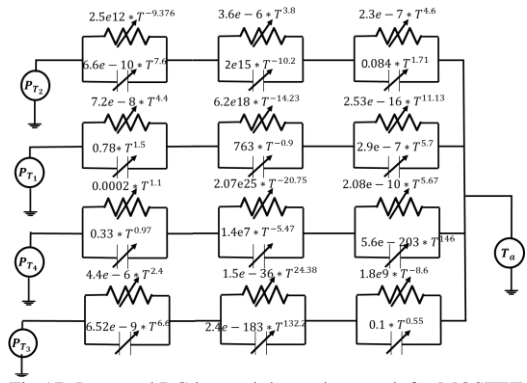 2.5e12 * T^−9.376 3.6e − 6 * T^3.8 2.3e − 7 * T^4.6
6.6e − 10 * T^7.6 2e15 * T^−10.2 0.084 * T^1.71
P_T2
7.2e − 8 * T^4.4 6.2e18 * T^−14.23 2.53e − 16 * T^11.13
0.78 * T^1.5 763 * T^−0.9 2.9e − 7 * T^5.7
P_T1
0.0002 * T^1.1 2.07e25 * T^−20.75 2.08e − 10 * T^5.67
0.33 * T^0.97 1.4e7 * T^−5.47 5.6e − 203 * T^146
P_T4
T_a
4.4e − 6 * T^2.4 1.5e − 36 * T^24.38 1.8e9 * T^−8.6
6.52e − 9 * T^6.6 2.4e − 183 * T^132.2 0.1 * T^0.55
P_T3